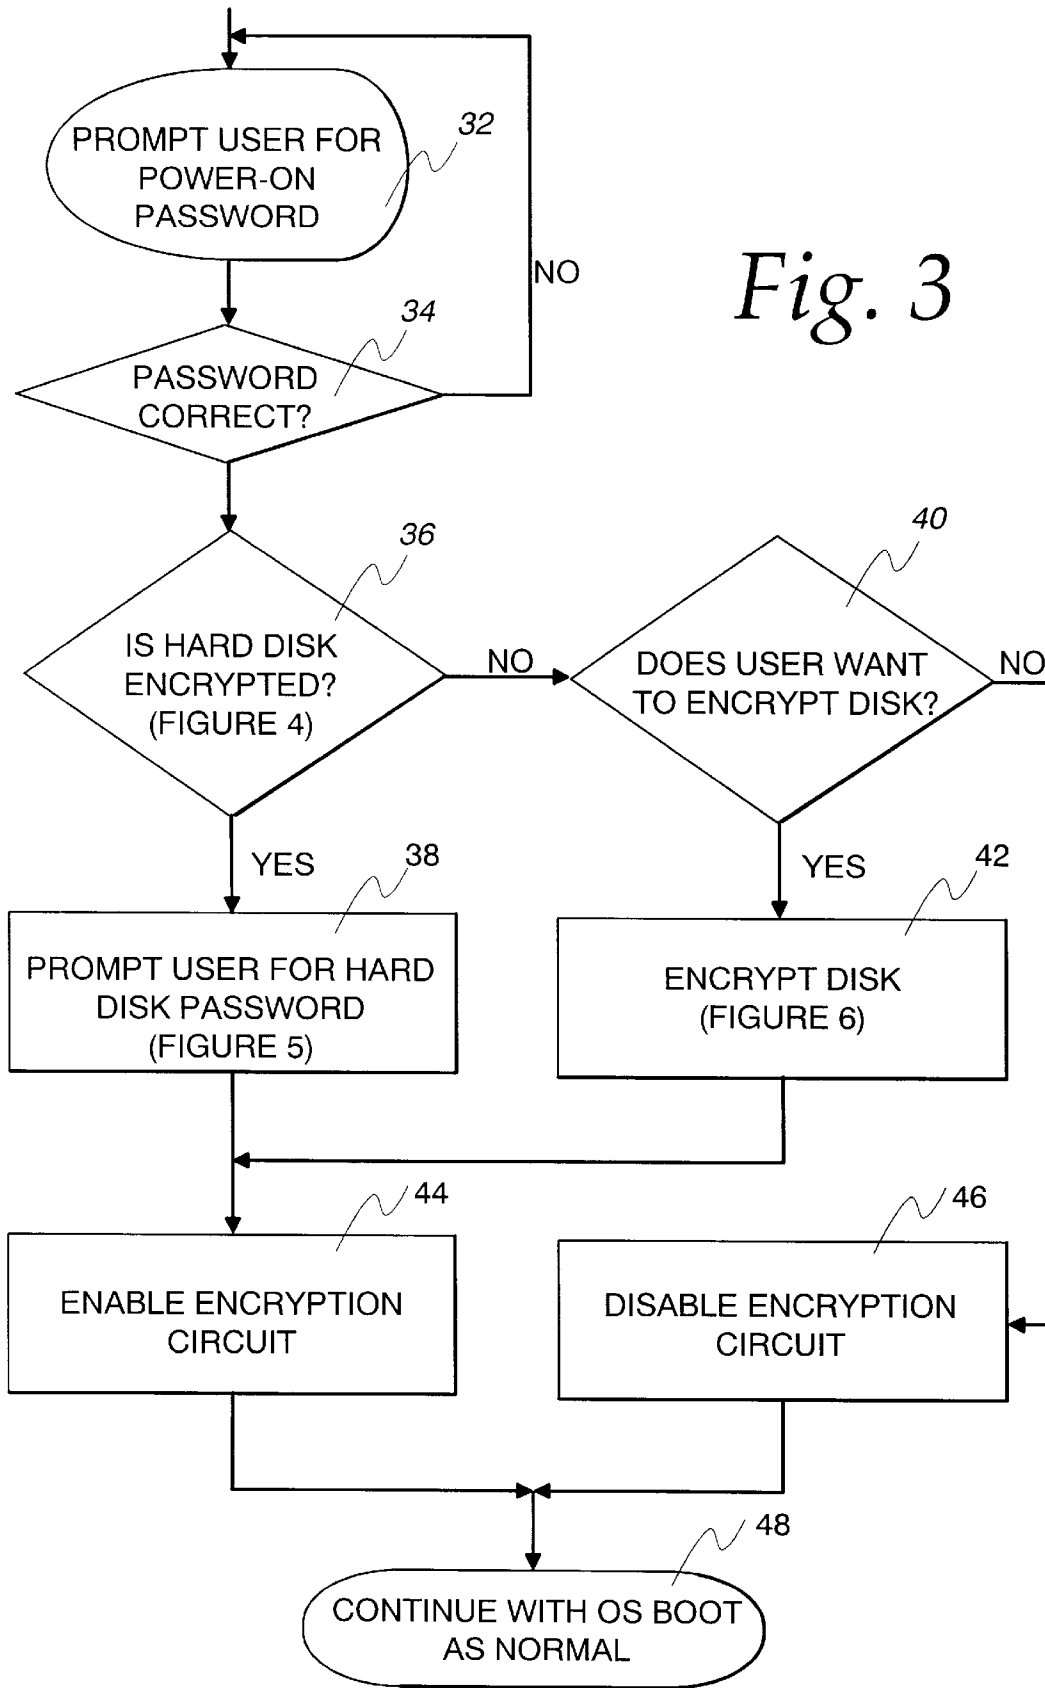 32
PROMPT USER FOR
POWER-ON
PASSWORD
NO
Fig. 3
34
PASSWORD
CORRECT?
36
IS HARD DISK
ENCRYPTED?
(FIGURE 4)
NO
40
DOES USER WANT
TO ENCRYPT DISK?
NO
YES
38
PROMPT USER FOR HARD
DISK PASSWORD
(FIGURE 5)
YES
42
ENCRYPT DISK
(FIGURE 6)
44
ENABLE ENCRYPTION
CIRCUIT
46
DISABLE ENCRYPTION
CIRCUIT
48
CONTINUE WITH OS BOOT
AS NORMAL